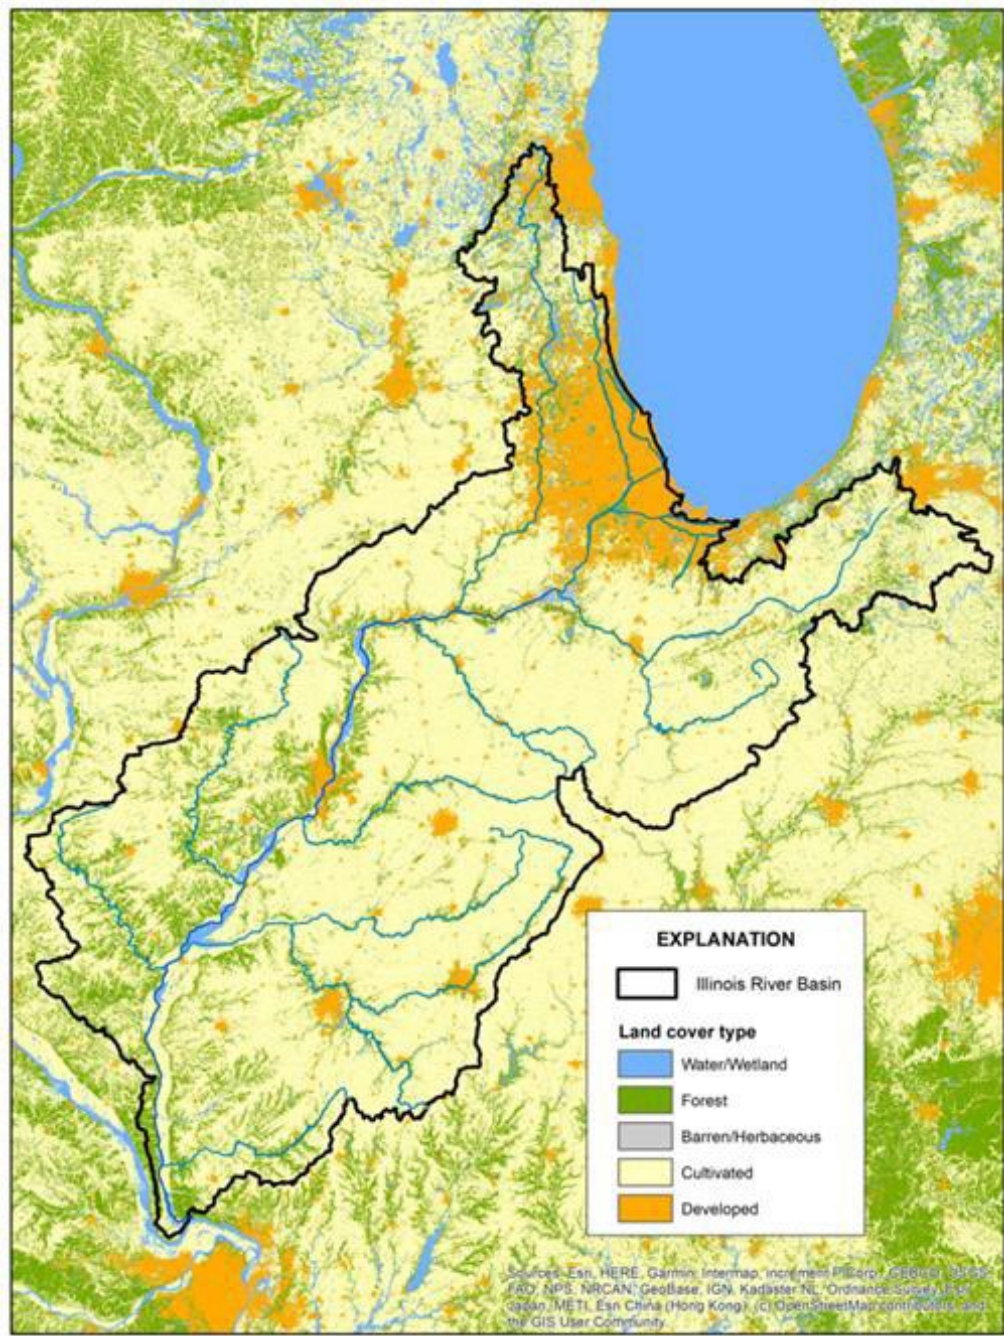 EXPLANATION
Illinois River Basin
Land cover type
Water/Wetland
Forest
Barren/Herbaceous
Cultivated
Developed
Sources: Esri, HERE, Garmin, Intermap, increment P Corp., GEBCO, USGS,
FAO, NPS, NRCAN, GeoBase, IGN, Kadaster NL, Ordnance Survey, Esri
Japan, METI, Esri China (Hong Kong), (c) OpenStreetMap contributors, and
the GIS User Community